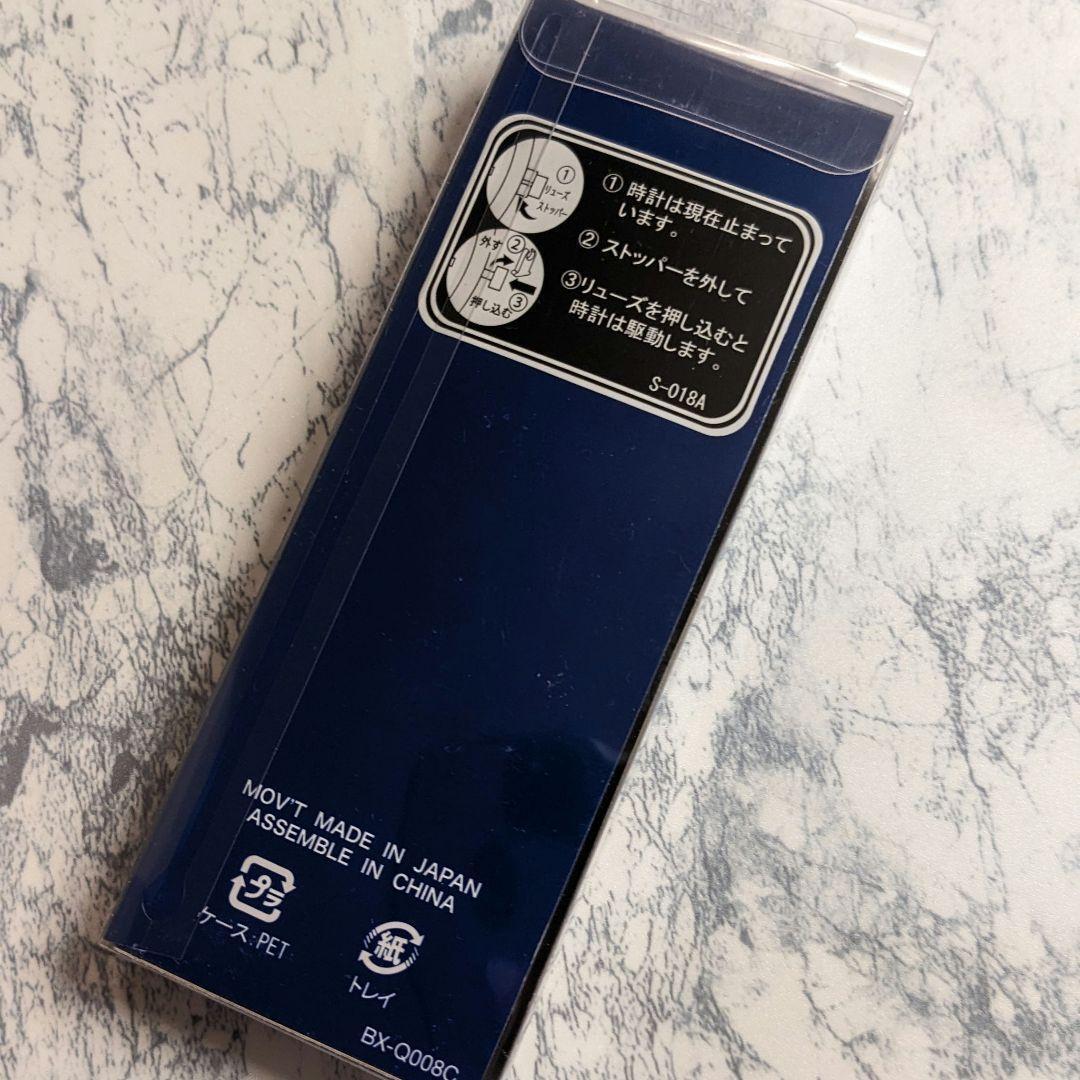 ①
リューズ
ストッパー
外す ②
③
押し込む
① 時計は現在止まって
います。
② ストッパーを外して
③リューズを押し込むと
時計は駆動します。
S-018A
MOV'T MADE IN JAPAN
ASSEMBLE IN CHINA
プラ
ケース:PET
紙
トレイ
BX-Q008C